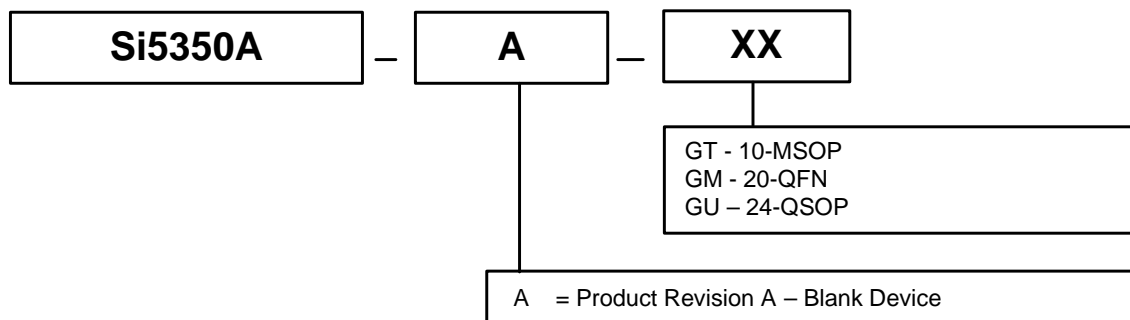 Si5350A – A – XX
GT - 10-MSOP
GM - 20-QFN
GU – 24-QSOP
A = Product Revision A – Blank Device